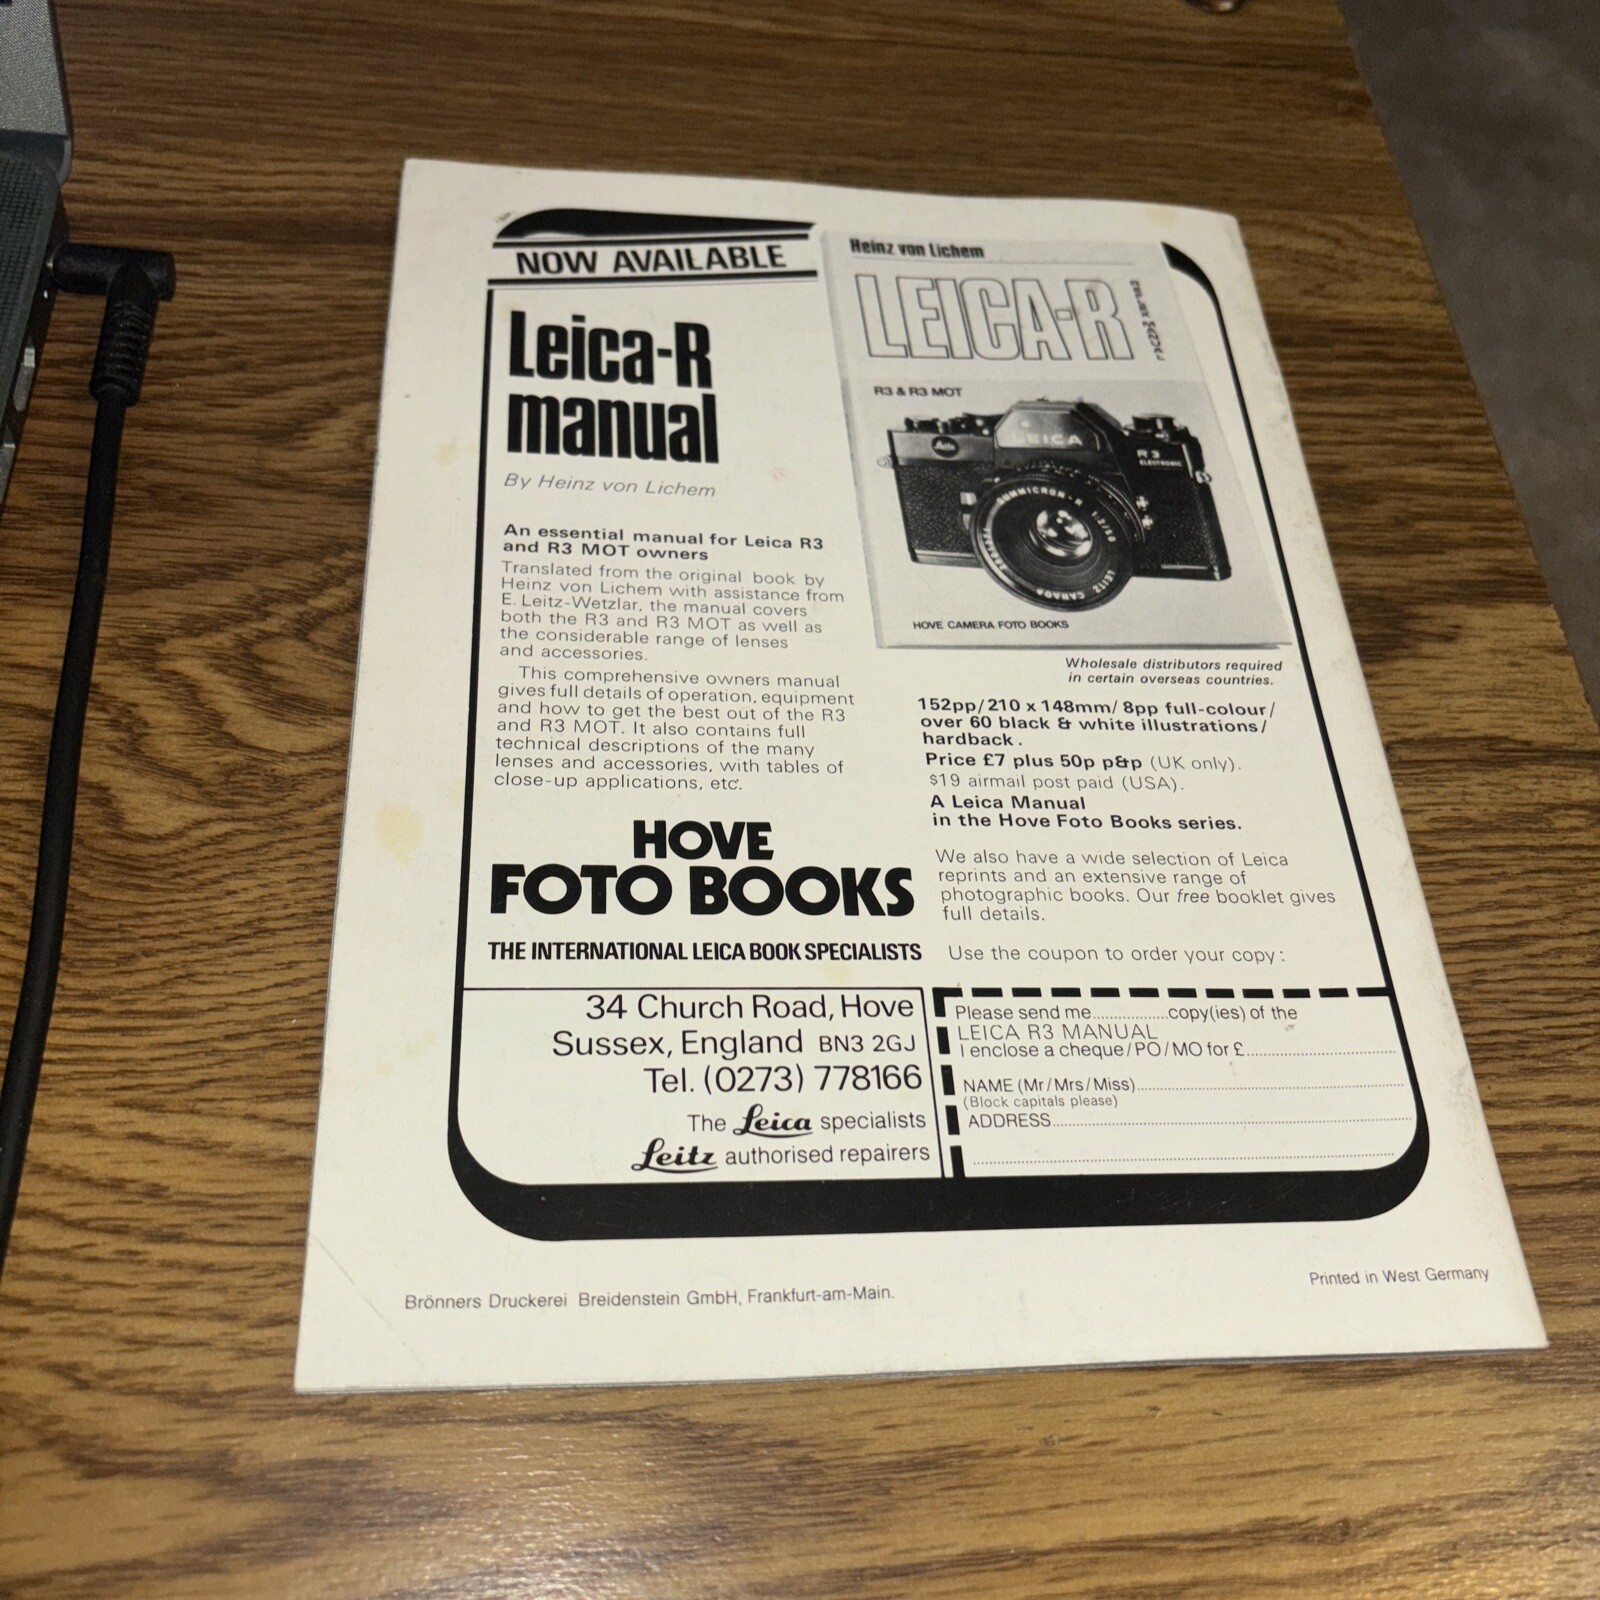 NOW AVAILABLE
Leica-R
manual
By Heinz von Lichem
An essential manual for Leica R3
and R3 MOT owners
Translated from the original book by
Heinz von Lichem with assistance from
E. Leitz-Wetzlar, the manual covers
both the R3 and R3 MOT as well as
the considerable range of lenses
and accessories.
This comprehensive owners manual
gives full details of operation, equipment
and how to get the best out of the R3
and R3 MOT. It also contains full
technical descriptions of the many
lenses and accessories, with tables of
close-up applications, etc.
HOVE
FOTO BOOKS
THE INTERNATIONAL LEICA BOOK SPECIALISTS
34 Church Road, Hove
Sussex, England BN3 2GJ
Tel. (0273) 778166
The Leica specialists
Leitz authorised repairers
Heinz von Lichem
LEICA-R
R3 & R3 MOT
Leitz
LEICA
R3
ELECTRONIC
SUMMICRON-R 1:2/50
LEITZ CANADA
HOVE CAMERA FOTO BOOKS
Wholesale distributors required
in certain overseas countries.
152pp/210 x 148mm/8pp full-colour/
over 60 black & white illustrations/
hardback.
Price £7 plus 50p p&p (UK only).
$19 airmail post paid (USA).
A Leica Manual
in the Hove Foto Books series.
We also have a wide selection of Leica
reprints and an extensive range of
photographic books. Our free booklet gives
full details.
Use the coupon to order your copy:
Please send me................copy(ies) of the
LEICA R3 MANUAL
I enclose a cheque/PO/MO for £................
NAME (Mr/Mrs/Miss)................
(Block capitals please)
ADDRESS................
Brönners Druckerei Breidenstein GmbH, Frankfurt-am-Main.
Printed in West Germany